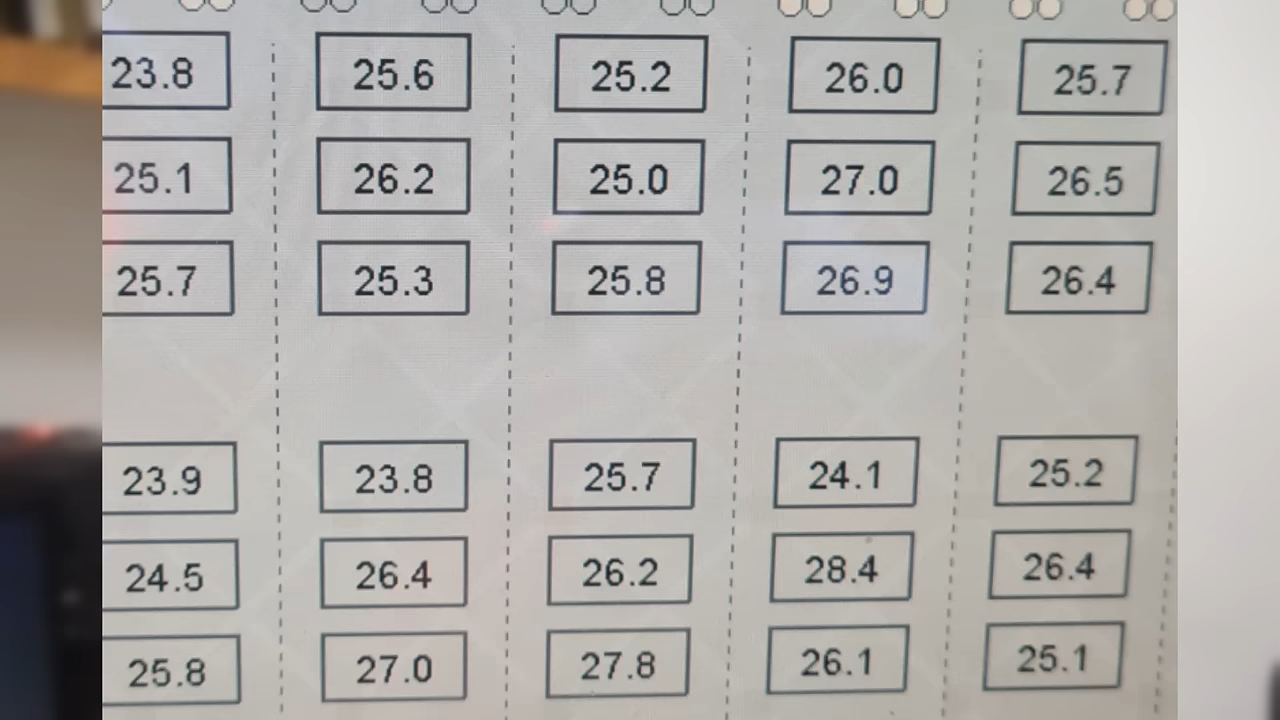 23.8 25.6 25.2 26.0 25.7
25.1 26.2 25.0 27.0 26.5
25.7 25.3 25.8 26.9 26.4
23.9 23.8 25.7 24.1 25.2
24.5 26.4 26.2 28.4 26.4
25.8 27.0 27.8 26.1 25.1